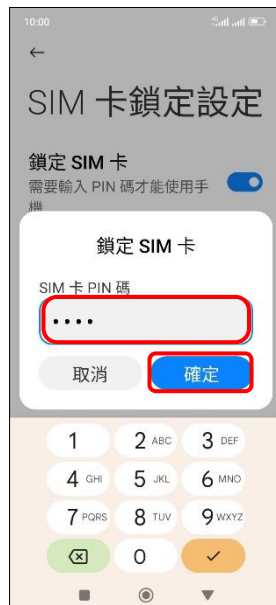 10:00
SIM 卡鎖定設定
鎖定 SIM 卡
需要輸入 PIN 碼才能使用手
機
鎖定 SIM 卡
SIM 卡 PIN 碼
••••
取消 確定
1 2 ABC 3 DEF
4 GHI 5 JKL 6 MNO
7 PQRS 8 TUV 9 WXYZ
0